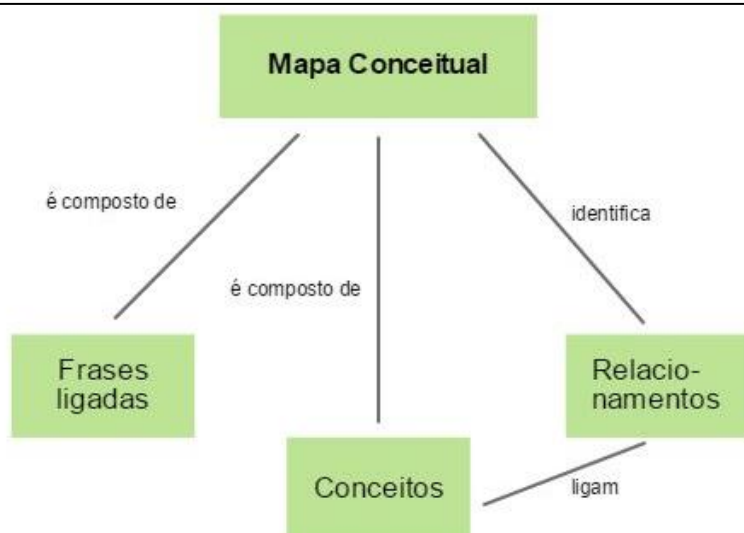 Mapa Conceitual
é composto de
identifica
é composto de
Frases
ligadas
Relacio-
namentos
Conceitos
ligam